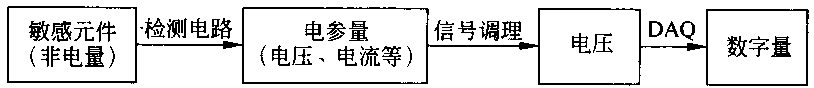 敏感元件
(非电量)
检测电路
电参量
(电压、电流等)
信号调理
电压
DAQ
数字量